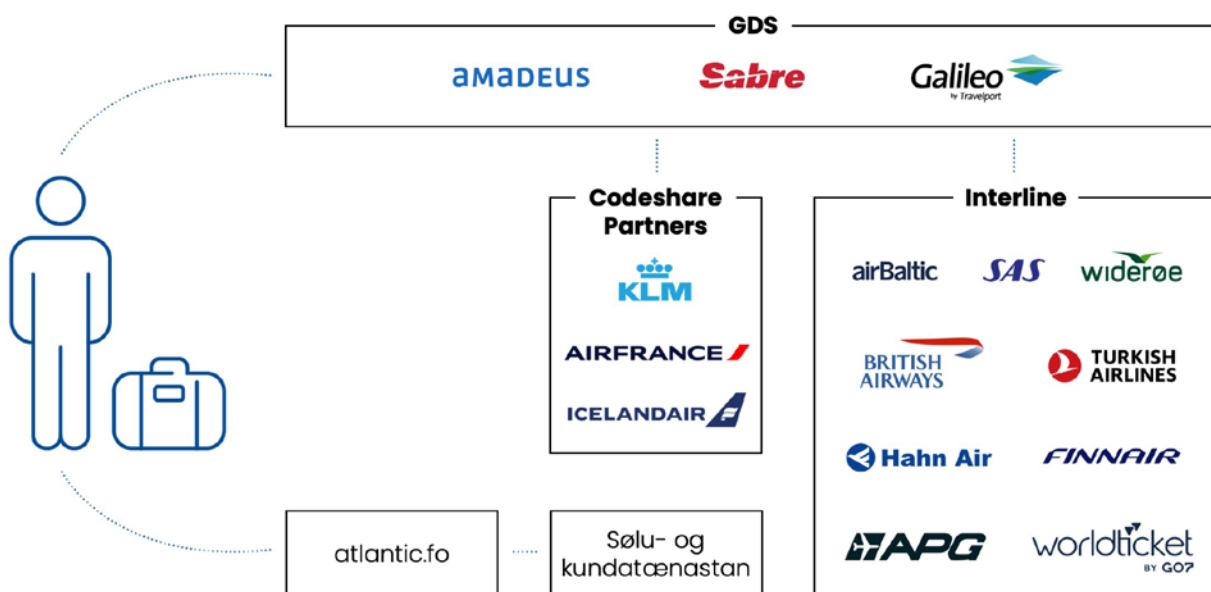 GDS
amadeus
Sabre
Galileo
by Travelport
Codeshare
Partners
KLM
AIRFRANCE
ICELANDAIR
Interline
airBaltic
SAS
widerøe
BRITISH
AIRWAYS
TURKISH
AIRLINES
Hahn Air
FINNAIR
APG
worldticket
BY GO7
atlantic.fo
Sølu- og
kundatænastan